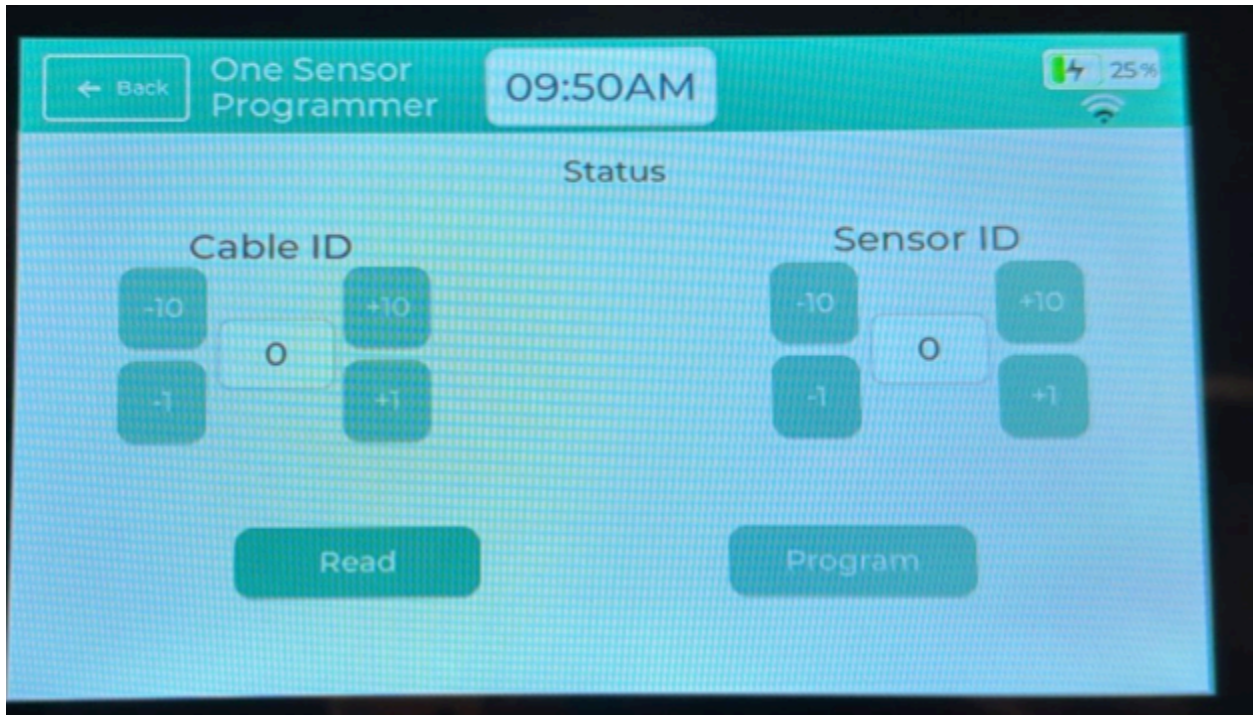 ← Back
One Sensor
Programmer
09:50AM
25%
Status
Cable ID
-10
+10
0
-1
+1
Sensor ID
-10
+10
0
-1
+1
Read
Program